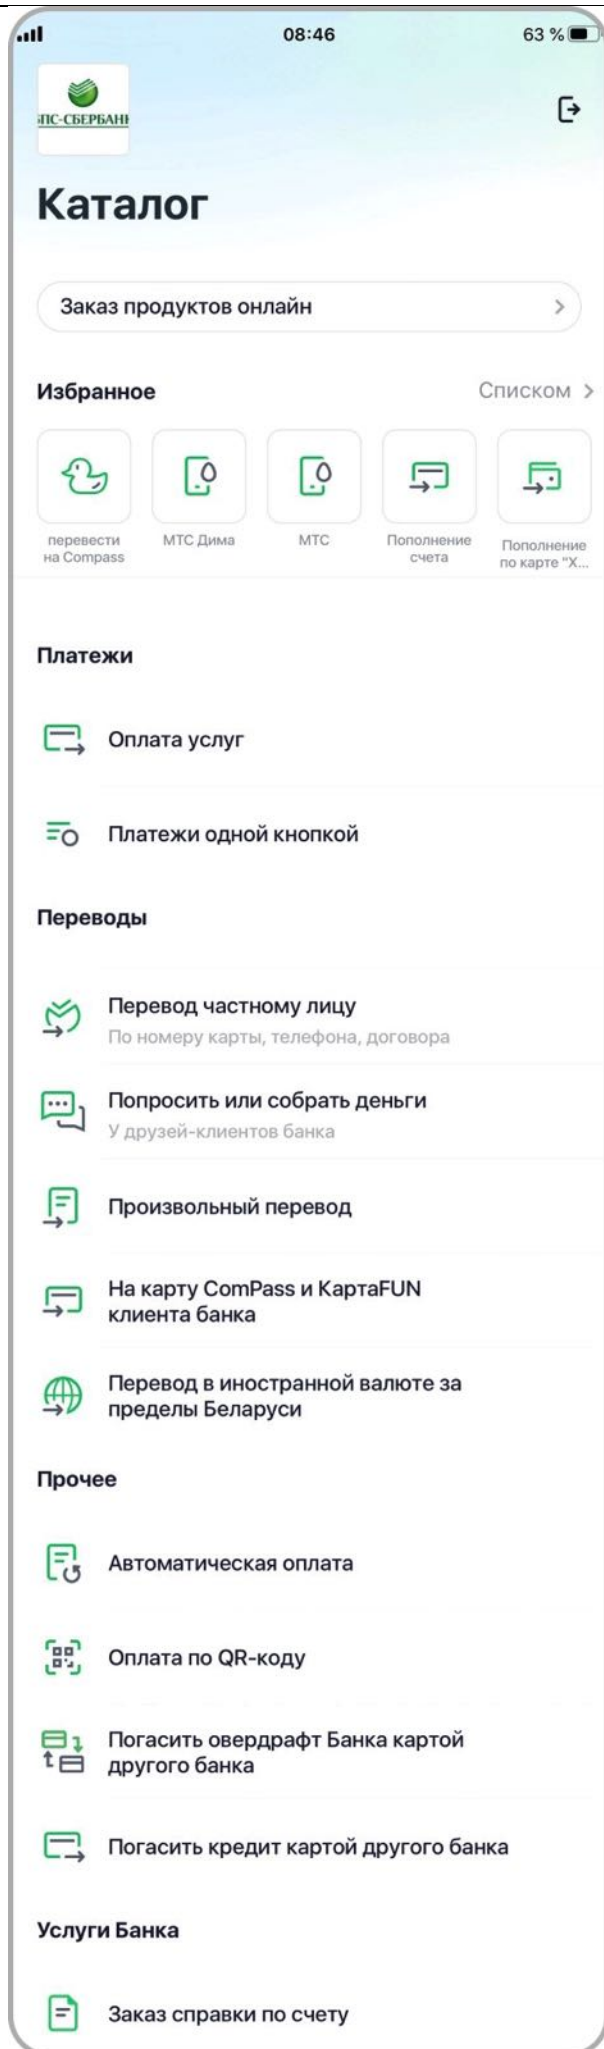 08:46
63 %
ПС-СБЕРБАН
Каталог
Заказ продуктов онлайн
Избранное
Списком
перевести
на Compass
МТС Дима
МТС
Пополнение
счета
Пополнение
по карте "Х...
Платежи
Оплата услуг
Платежи одной кнопкой
Переводы
Перевод частному лицу
По номеру карты, телефона, договора
Попросить или собрать деньги
У друзей-клиентов банка
Произвольный перевод
На карту ComPass и КартаFUN
клиента банка
Перевод в иностранной валюте за
пределы Беларуси
Прочее
Автоматическая оплата
Оплата по QR-коду
Погасить овердрафт Банка картой
другого банка
Погасить кредит картой другого банка
Услуги Банка
Заказ справки по счету